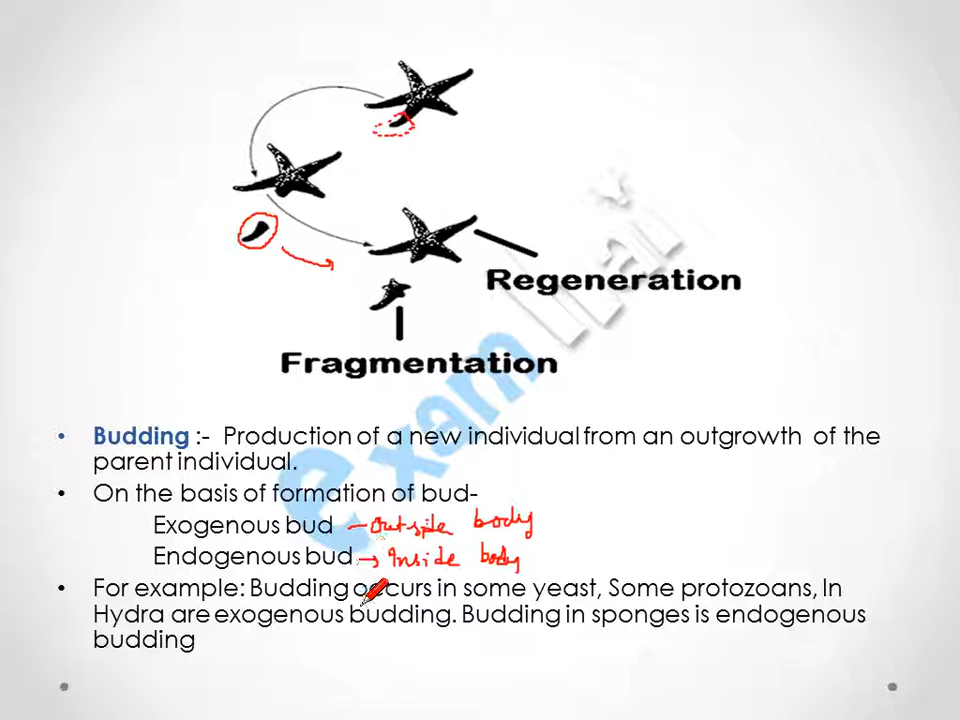 Regeneration
Fragmentation
examपुर
• Budding :- Production of a new individual from an outgrowth of the
parent individual.
• On the basis of formation of bud-
Exogenous bud – outside body
Endogenous bud → Inside body
• For example: Budding occurs in some yeast, Some protozoans, In
Hydra are exogenous budding. Budding in sponges is endogenous
budding